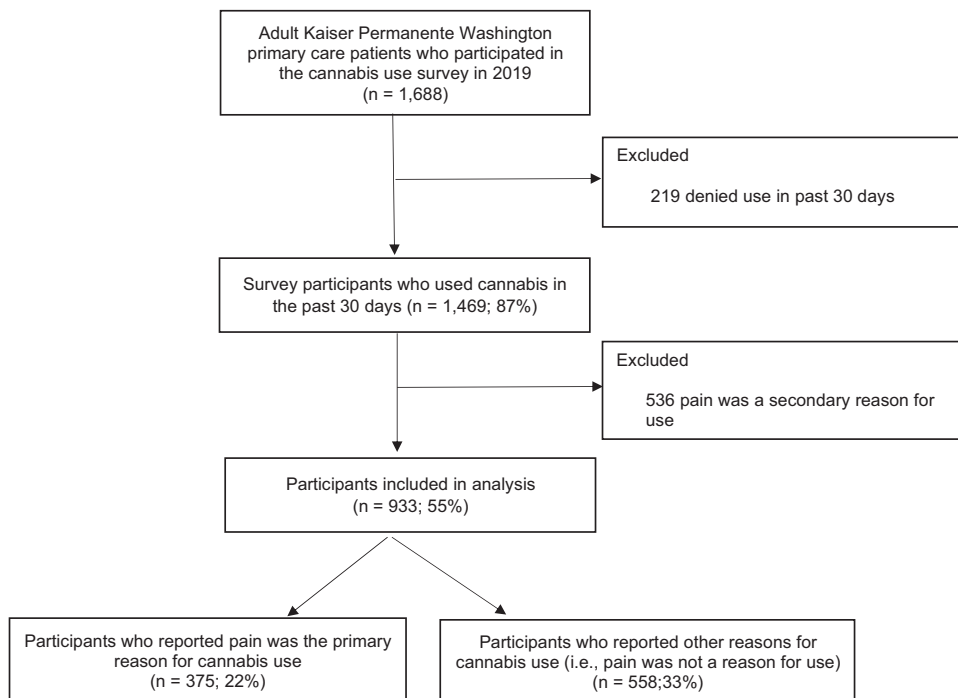 Adult Kaiser Permanente Washington
primary care patients who participated in
the cannabis use survey in 2019
(n = 1,688)
Excluded
219 denied use in past 30 days
Survey participants who used cannabis in
the past 30 days (n = 1,469; 87%)
Excluded
536 pain was a secondary reason for
use
Participants included in analysis
(n = 933; 55%)
Participants who reported pain was the primary
reason for cannabis use
(n = 375; 22%)
Participants who reported other reasons for
cannabis use (i.e., pain was not a reason for use)
(n = 558;33%)